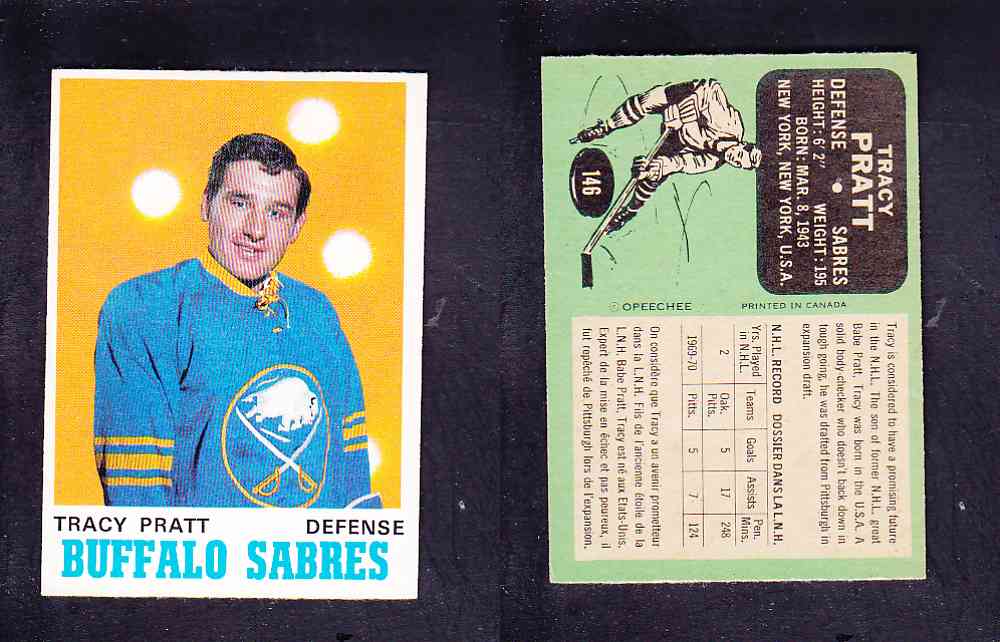 TRACY PRATT DEFENSE
BUFFALO SABRES
TRACY
PRATT
DEFENSE • SABRES
HEIGHT: 6' 2" WEIGHT: 195
BORN: MAR. 8, 1943
NEW YORK, NEW YORK, U.S.A.
146
© OPEECHEE PRINTED IN CANADA
Tracy is considered to have a promising future
in the N.H.L. The son of former N.H.L. great
Babe Pratt, Tracy was born in the U.S.A. A
solid body-checker who doesn't back down in
tough going, he was drafted from Pittsburgh in
expansion draft.
N.H.L. RECORD DOSSIER DANS LA L.N.H.
Yrs. Played in N.H.L. Teams Goals Assists Pen. Mins.
2 Oak. Pitts. 5 17 248
1969-70 Pitts. 5 7 124
On considère que Tracy a un avenir prometteur
dans la L.N.H. Fils de l'ancienne étoile de la
L.N.H. Babe Pratt, Tracy est né aux Etats-Unis.
Expert de la mise en échec et pas peureux, il
fut repêché de Pittsburgh lors de l'expansion.